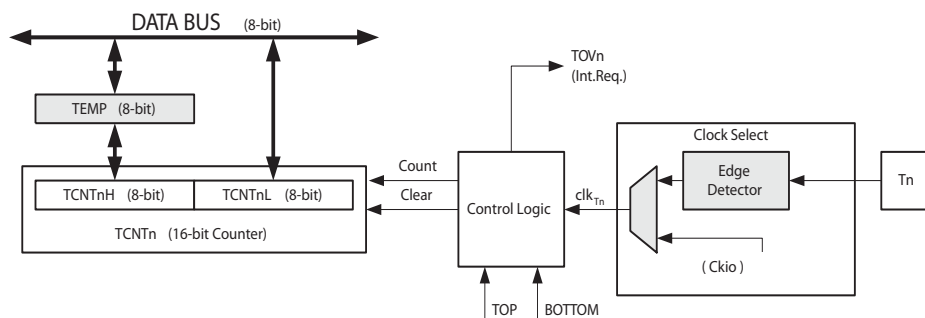 DATA BUS (8-bit)
TOVn
(Int.Req.)
TEMP (8-bit)
Clock Select
TCNTnH (8-bit)
TCNTnL (8-bit)
TCNTn (16-bit Counter)
Count
Clear
Control Logic
clkTn
Edge
Detector
Tn
( Ckio )
TOP
BOTTOM